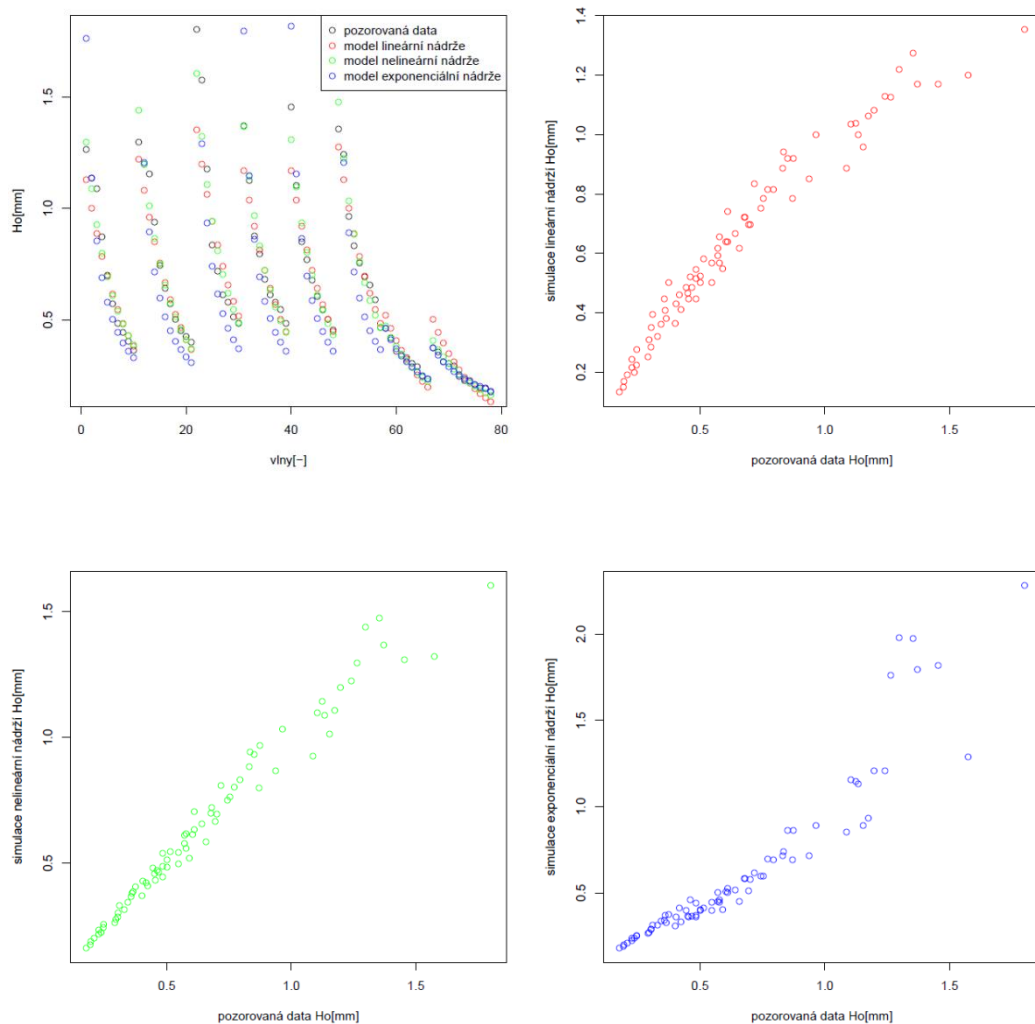 pozorovaná data
model lineární nádrže
model nelineární nádrže
model exponenciální nádrže
Ho[mm]
0.5
1.0
1.5
0
20
40
60
80
vlny[−]
simulace lineární nádrží Ho[mm]
0.2
0.4
0.6
0.8
1.0
1.2
1.4
0.5
1.0
1.5
pozorovaná data Ho[mm]
simulace nelineární nádrží Ho[mm]
0.5
1.0
1.5
0.5
1.0
1.5
pozorovaná data Ho[mm]
simulace exponenciální nádrží Ho[mm]
0.5
1.0
1.5
2.0
0.5
1.0
1.5
pozorovaná data Ho[mm]